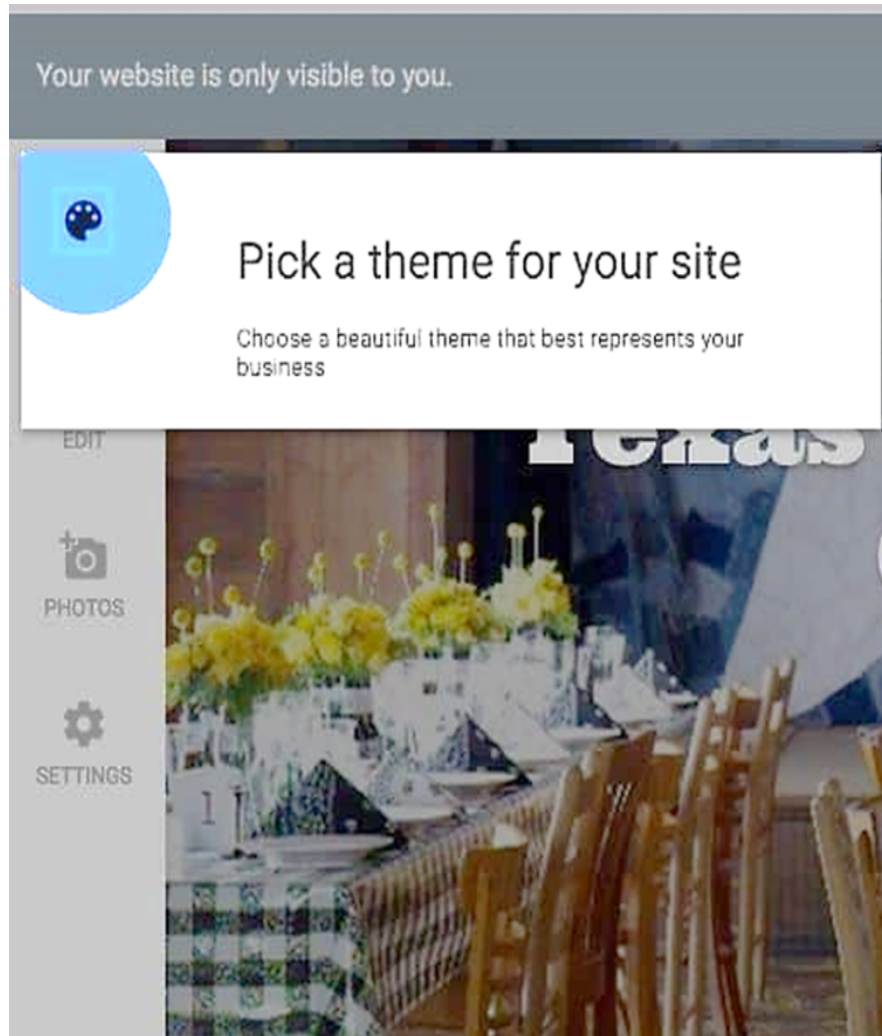 Your website is only visible to you.
Pick a theme for your site
Choose a beautiful theme that best represents your
business
Texas
EDIT
PHOTOS
SETTINGS
1